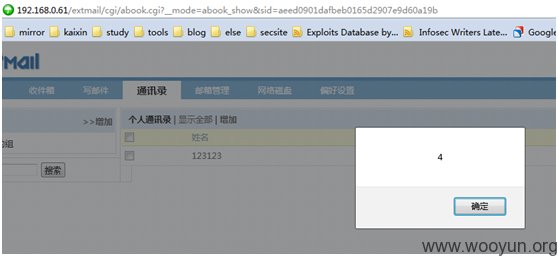 192.168.0.61/extmail/cgi/abook.cgi?__mode=abook_show&sid=aeed0901dafbeb0165d2907e9d60a19b
mirror kaixin study tools blog else secsite Exploits Database by... Infosec Writers Late... Google
mail
收件箱 写邮件 通讯录 邮箱管理 网络磁盘 偏好设置
>>增加 个人通讯录 | 显示全部 | 增加
姓名
123123
搜索
4
确定
www.wooyun.org